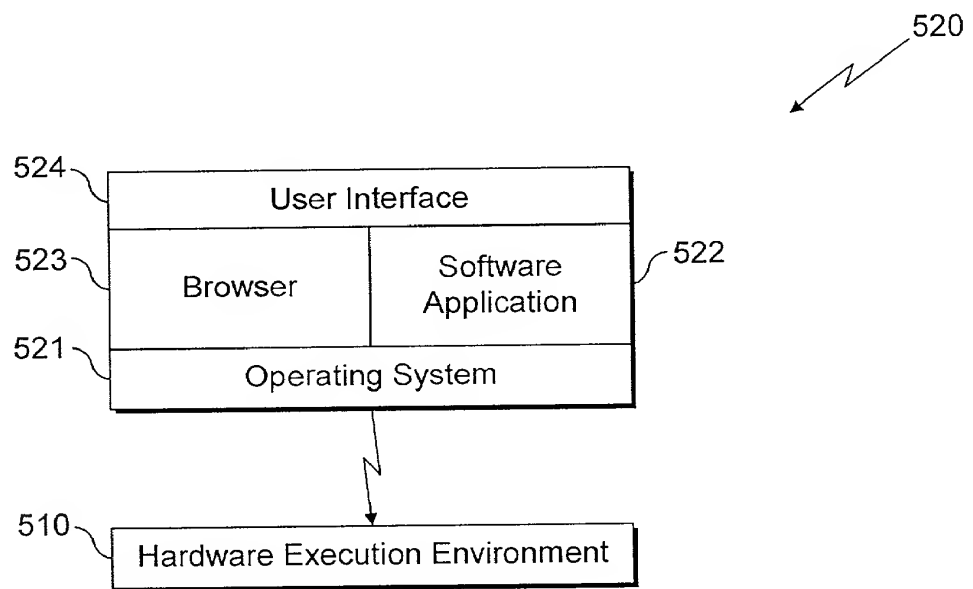 520
524
User Interface
523
Browser
Software
Application
522
521
Operating System
510
Hardware Execution Environment